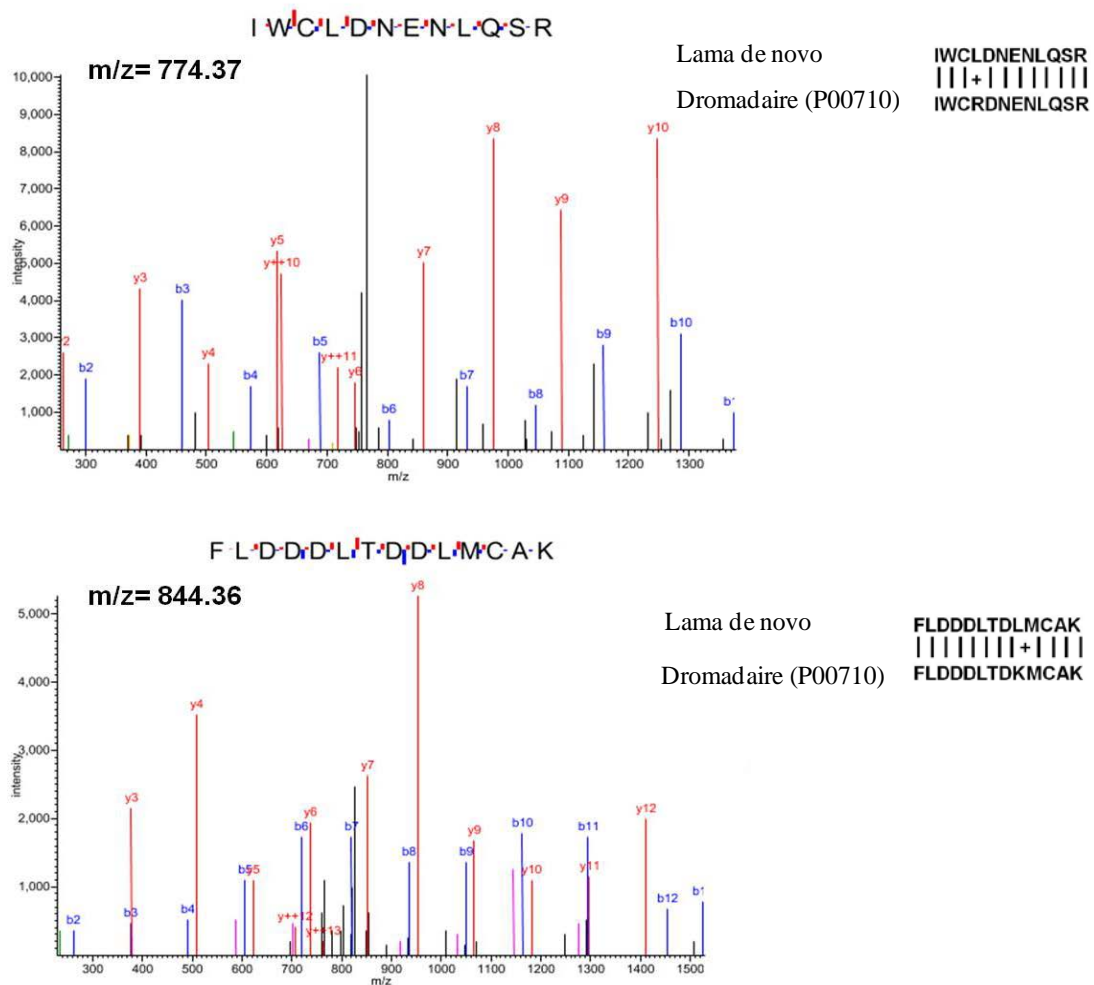 I W C L D N E N L Q S R
m/z= 774.37
Lama de novo IWCLDNENLQSR
|||+||||||||
Dromadaire (P00710) IWCRDNENLQSR
10,000
9,000
8,000
7,000
6,000
5,000
4,000
3,000
2,000
1,000
intensity
2 b2 y3 b3 y4 b4 y5 y++10 b5 y++11 y6 b6 y7 b7 y8 b8 y9 b9 y10 b10 b1
300 400 500 600 700 800 900 1000 1100 1200 1300
m/z
F L D D D L T D D L M C A K
m/z= 844.36
Lama de novo FLDDDLTDLMCAK
||||||||+||||
Dromadaire (P00710) FLDDDLTDKMCAK
5,000
4,000
3,000
2,000
1,000
intensity
b2 y3 b3 b4 y4 b5 y5 b6 y++12 y6 y++13 b7 y7 b8 y8 b9 y9 b10 y10 b11 y11 y12 b12 b1
300 400 500 600 700 800 900 1000 1100 1200 1300 1400 1500
m/z